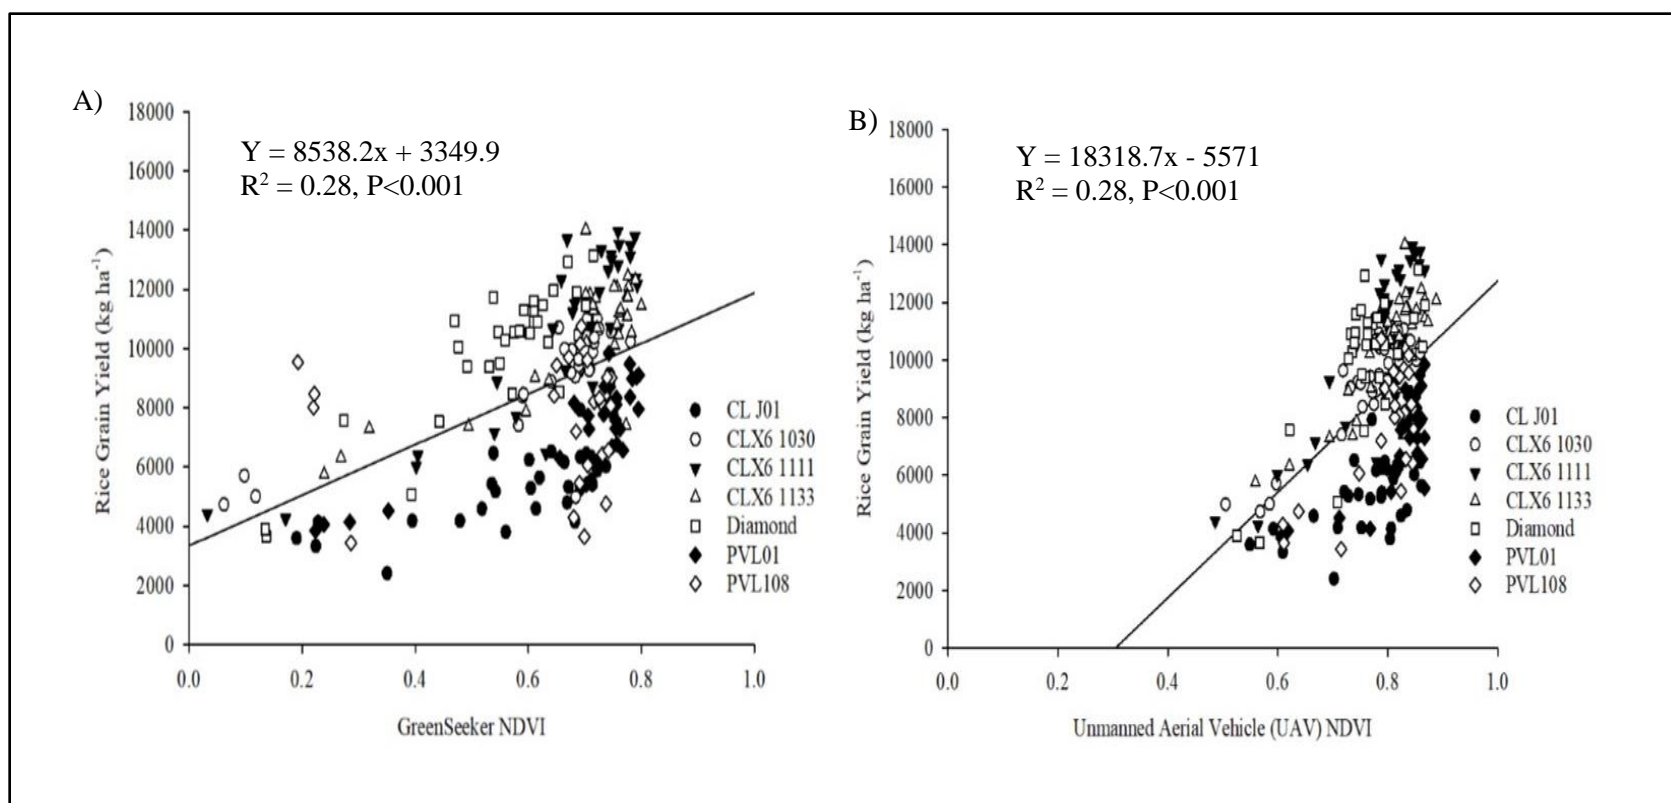 A)
Y = 8538.2x + 3349.9
R² = 0.28, P<0.001
Rice Grain Yield (kg ha⁻¹)
18000
16000
14000
12000
10000
8000
6000
4000
2000
0
0.0 0.2 0.4 0.6 0.8 1.0
GreenSeeker NDVI
CL J01
CLX6 1030
CLX6 1111
CLX6 1133
Diamond
PVL01
PVL108
B)
Y = 18318.7x - 5571
R² = 0.28, P<0.001
Rice Grain Yield (kg ha⁻¹)
18000
16000
14000
12000
10000
8000
6000
4000
2000
0
0.0 0.2 0.4 0.6 0.8 1.0
Unmanned Aerial Vehicle (UAV) NDVI
CL J01
CLX6 1030
CLX6 1111
CLX6 1133
Diamond
PVL01
PVL108